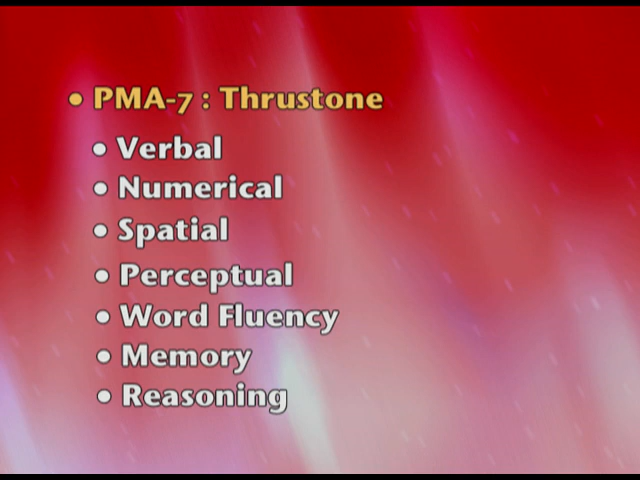 • PMA-7 : Thrustone
• Verbal
• Numerical
• Spatial
• Perceptual
• Word Fluency
• Memory
• Reasoning